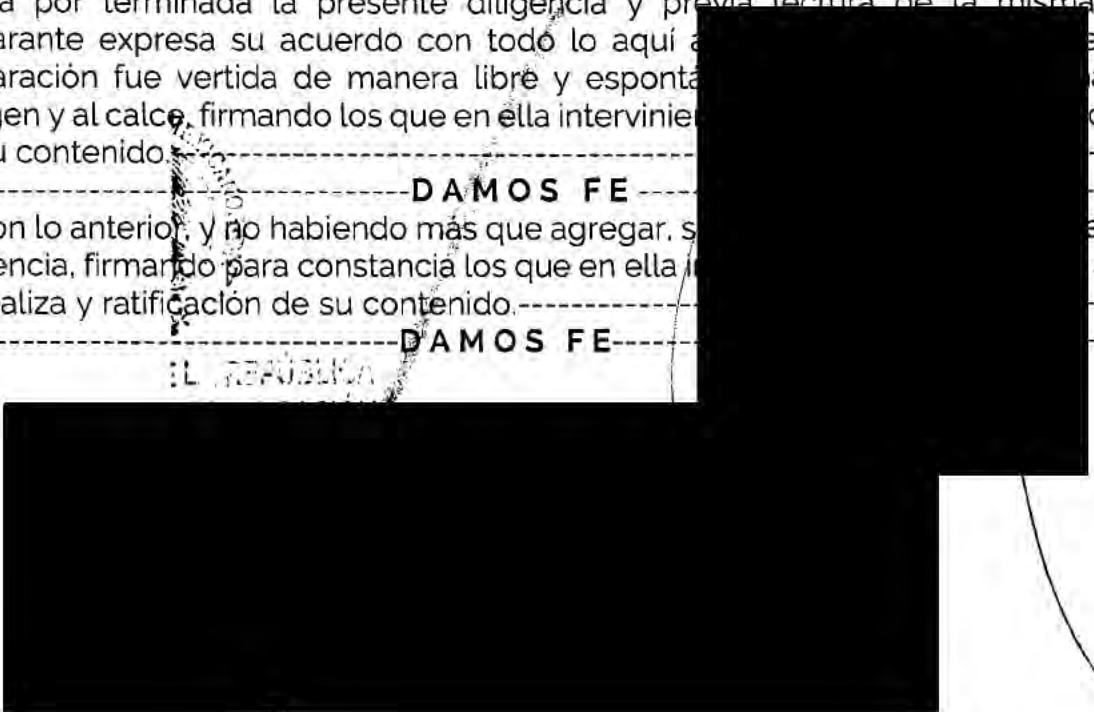 por terminada la presente diligencia y previa lectura de la misma
arante expresa su acuerdo con todo lo aquí
aración fue vertida de manera libre y espontá
gen y al calce, firmando los que en ella intervinie
u contenido.---
---DAMOS FE---
on lo anterior, y no habiendo más que agregar, s
encia, firmando para constancia los que en ella i
aliza y ratificación de su contenido.---
---DAMOS FE---
REPÚBLICA